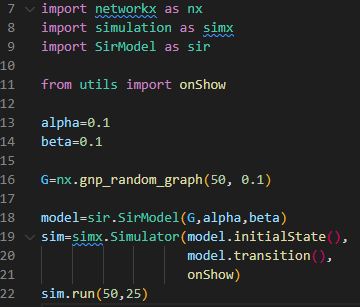 7 import networkx as nx
8 import simulation as simx
9 import SirModel as sir
10
11 from utils import onShow
12
13 alpha=0.1
14 beta=0.1
15
16 G=nx.gnp_random_graph(50, 0.1)
17
18 model=sir.SirModel(G,alpha,beta)
19 sim=simx.Simulator(model.initialState(),
20 model.transition(),
21 onShow)
22 sim.run(50,25)